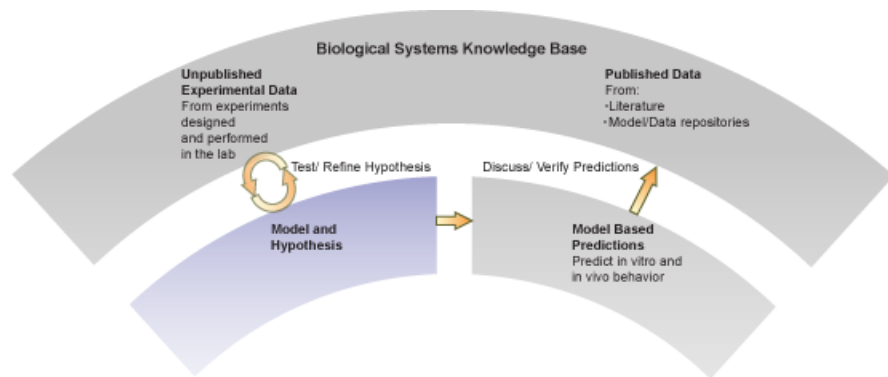 Biological Systems Knowledge Base
Unpublished
Experimental Data
From experiments
designed
and performed
in the lab
Published Data
From:
•Literature
•Model/Data repositories
Test/ Refine Hypothesis
Discuss/ Verify Predictions
Model and
Hypothesis
Model Based
Predictions
Predict in vitro and
in vivo behavior